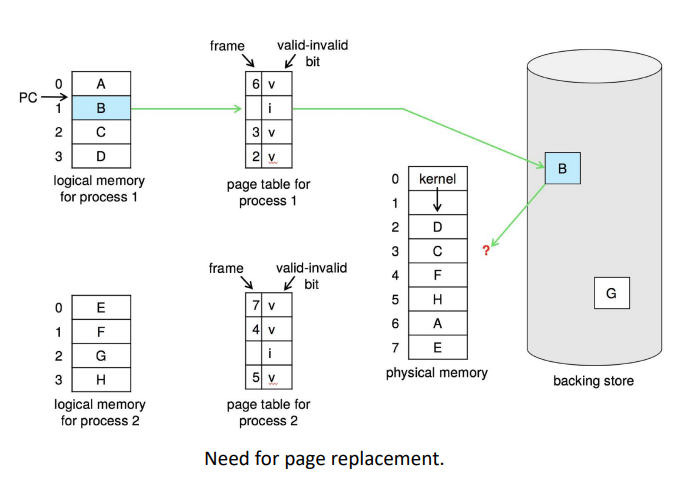 frame
valid-invalid
bit
PC
0 A
1 B
2 C
3 D
logical memory
for process 1
6 v
i
3 v
2 v
page table for
process 1
0 kernel
1
2 D
3 C
4 F
5 H
6 A
7 E
physical memory
?
B
G
backing store
frame
valid-invalid
bit
0 E
1 F
2 G
3 H
logical memory
for process 2
7 v
4 v
i
5 v
page table for
process 2
Need for page replacement.